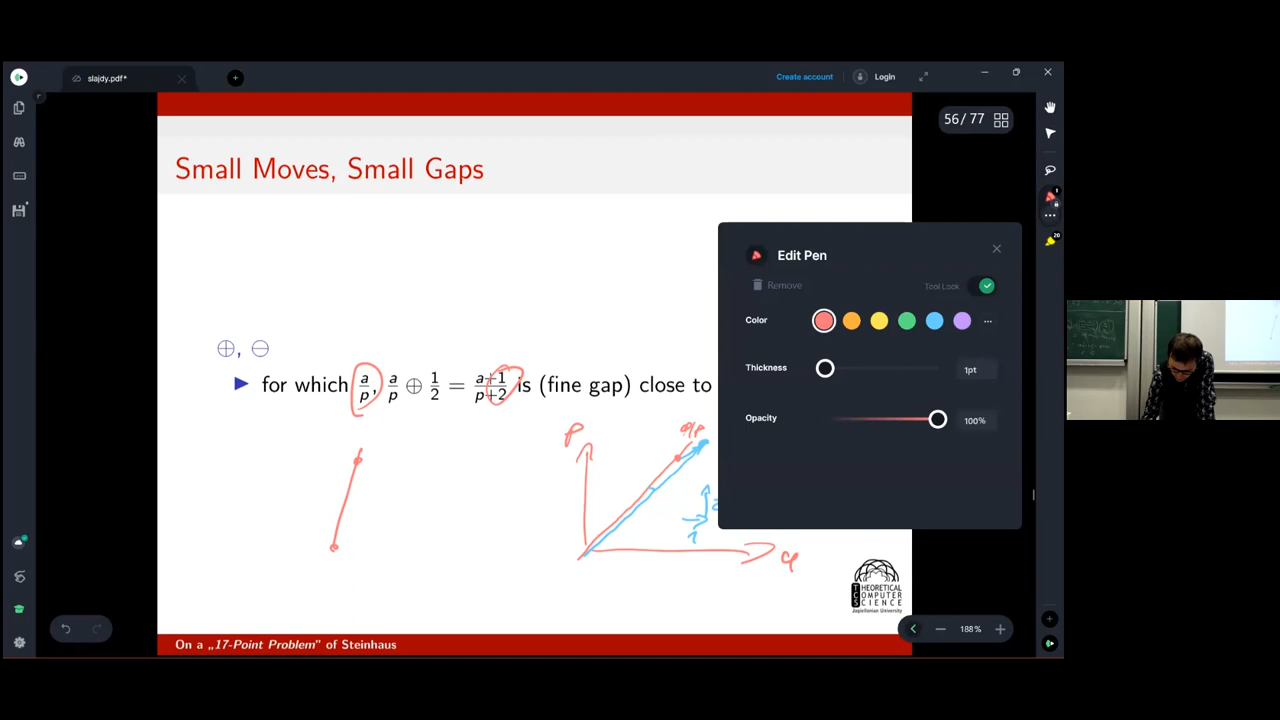 slajdy.pdf*
Create account
Login
56/ 77
Small Moves, Small Gaps
Edit Pen
Remove
Tool Lock
Color
Thickness
1pt
Opacity
100%
⊕, ⊖
for which a/p, a/p ⊕ 1/2 = a+1/p+2 is (fine gap) close to
p
a/p
1
THEORETICAL
COMPUTER
SCIENCE
Jagiellonian University
188%
On a „17-Point Problem" of Steinhaus